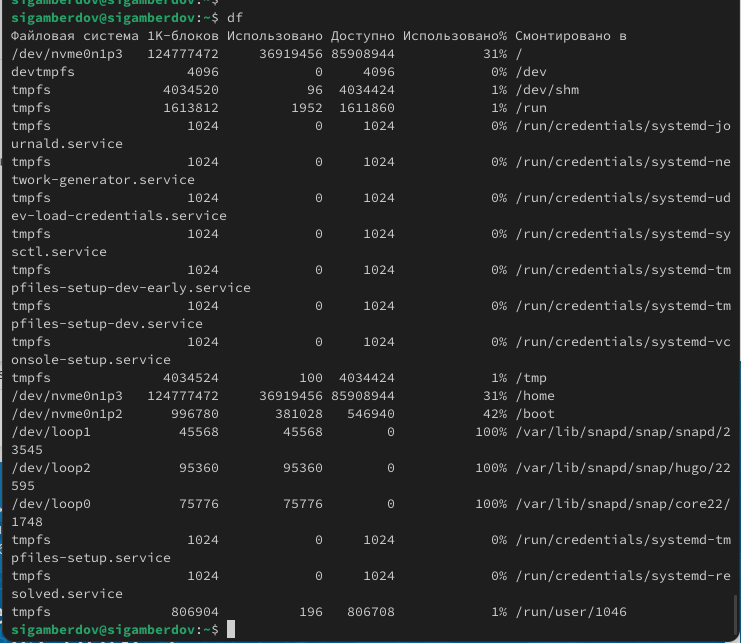 sigamberdov@sigamberdov:~$
sigamberdov@sigamberdov:~$ df
Файловая система 1K-блоков Использовано Доступно Использовано% Смонтировано в
/dev/nvme0n1p3 124777472 36919456 85908944 31% /
devtmpfs 4096 0 4096 0% /dev
tmpfs 4034520 96 4034424 1% /dev/shm
tmpfs 1613812 1952 1611860 1% /run
tmpfs 1024 0 1024 0% /run/credentials/systemd-jo
urnald.service
tmpfs 1024 0 1024 0% /run/credentials/systemd-ne
twork-generator.service
tmpfs 1024 0 1024 0% /run/credentials/systemd-ud
ev-load-credentials.service
tmpfs 1024 0 1024 0% /run/credentials/systemd-sy
sctl.service
tmpfs 1024 0 1024 0% /run/credentials/systemd-tm
pfiles-setup-dev-early.service
tmpfs 1024 0 1024 0% /run/credentials/systemd-tm
pfiles-setup-dev.service
tmpfs 1024 0 1024 0% /run/credentials/systemd-vc
onsole-setup.service
tmpfs 4034524 100 4034424 1% /tmp
/dev/nvme0n1p3 124777472 36919456 85908944 31% /home
/dev/nvme0n1p2 996780 381028 546940 42% /boot
/dev/loop1 45568 45568 0 100% /var/lib/snapd/snap/snapd/2
3545
/dev/loop2 95360 95360 0 100% /var/lib/snapd/snap/hugo/22
595
/dev/loop0 75776 75776 0 100% /var/lib/snapd/snap/core22/
1748
tmpfs 1024 0 1024 0% /run/credentials/systemd-tm
pfiles-setup.service
tmpfs 1024 0 1024 0% /run/credentials/systemd-re
solved.service
tmpfs 806904 196 806708 1% /run/user/1046
sigamberdov@sigamberdov:~$